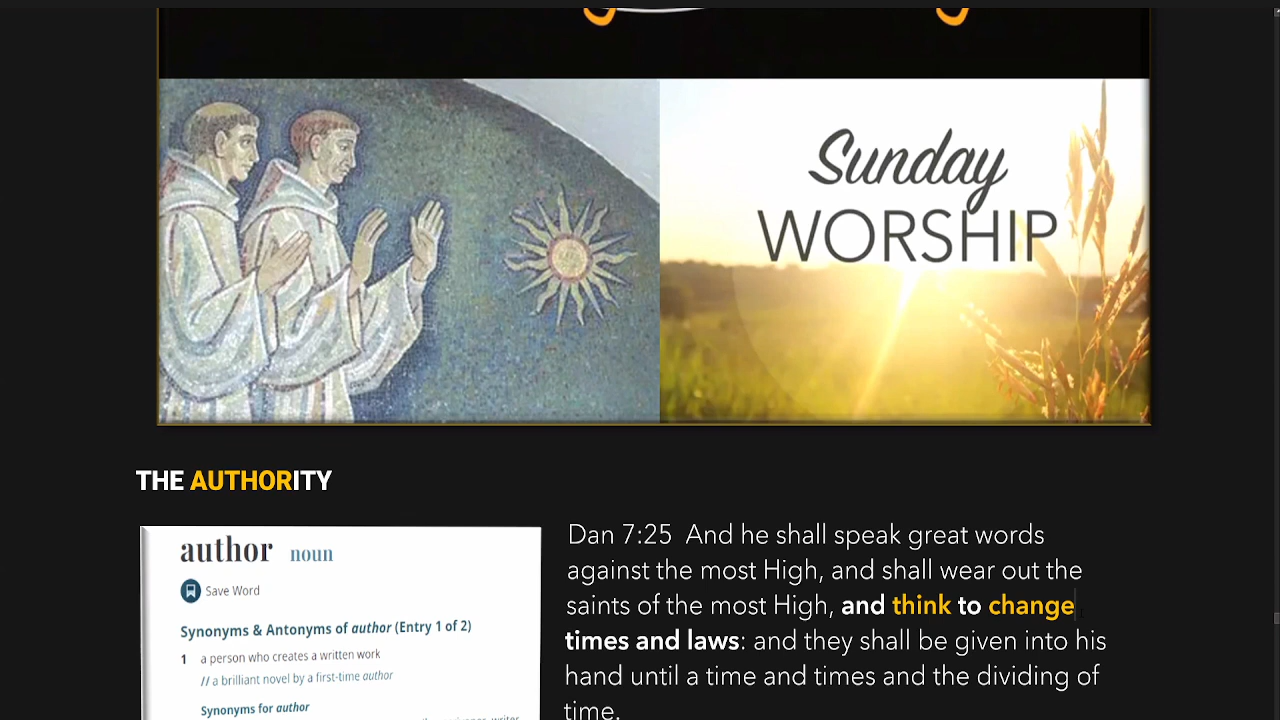 Sunday
WORSHIP
THE AUTHORITY
author noun
Save Word
Synonyms & Antonyms of author (Entry 1 of 2)
1 a person who creates a written work
// a brilliant novel by a first-time author
Synonyms for author
Dan 7:25 And he shall speak great words
against the most High, and shall wear out the
saints of the most High, and think to change
times and laws: and they shall be given into his
hand until a time and times and the dividing of
time.